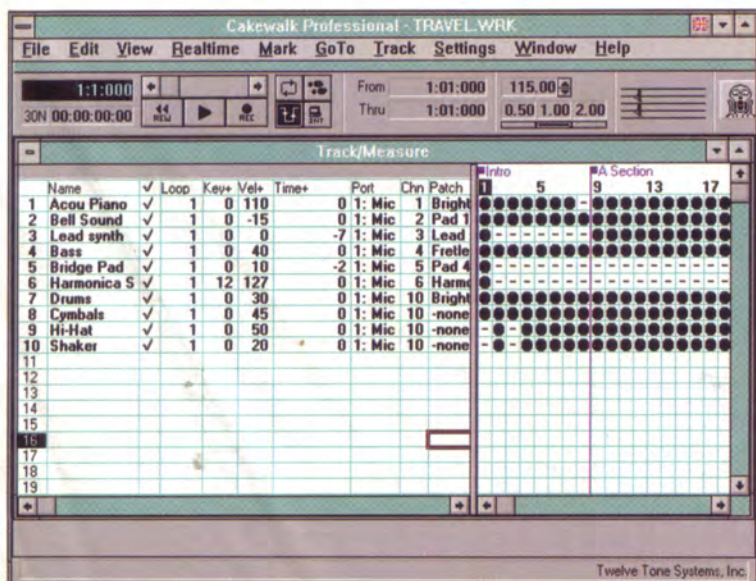 Cakewalk Professional - TRAVEL.WRK
File Edit View Realtime Mark GoTo Track Settings Window Help
1:1:000 From 1:01:000 115.00
30N 00:00:00:00 REW REC Thru 1:01:000 0.50 1.00 2.00
Track/Measure
Intro A Section
Name ✓ Loop Key+ Vel+ Time+ Port Chn Patch 1 5 9 13 17
1 Acou Piano ✓ 1 0 110 0 1: Mic 1 Bright
2 Bell Sound ✓ 1 0 -15 0 1: Mic 2 Pad 1
3 Lead synth ✓ 1 0 0 -7 1: Mic 3 Lead
4 Bass ✓ 1 0 40 0 1: Mic 4 Fretle
5 Bridge Pad ✓ 1 0 10 -2 1: Mic 5 Pad 4
6 Harmonica S ✓ 1 12 127 0 1: Mic 6 Harmo
7 Drums ✓ 1 0 30 0 1: Mic 10 Bright
8 Cymbals ✓ 1 0 45 0 1: Mic 10 -none
9 Hi-Hat ✓ 1 0 50 0 1: Mic 10 -none
10 Shaker ✓ 1 0 20 0 1: Mic 10 -none
11
12
13
14
15
16
17
18
19
Twelve Tone Systems, Inc.